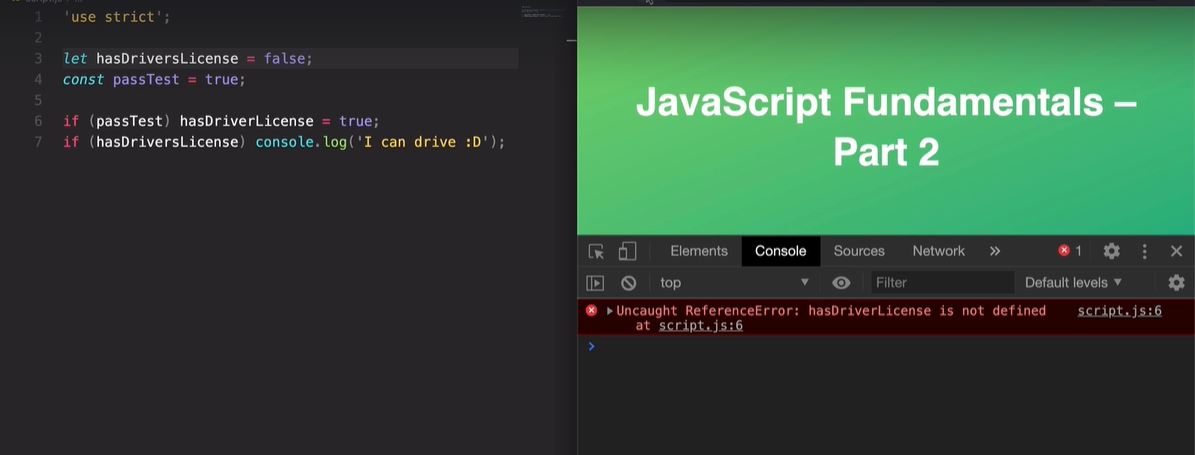 1 'use strict';
2
3 let hasDriversLicense = false;
4 const passTest = true;
5
6 if (passTest) hasDriverLicense = true;
7 if (hasDriversLicense) console.log('I can drive :D');
JavaScript Fundamentals –
Part 2
Elements Console Sources Network » 1
top Filter Default levels
Uncaught ReferenceError: hasDriverLicense is not defined script.js:6
at script.js:6